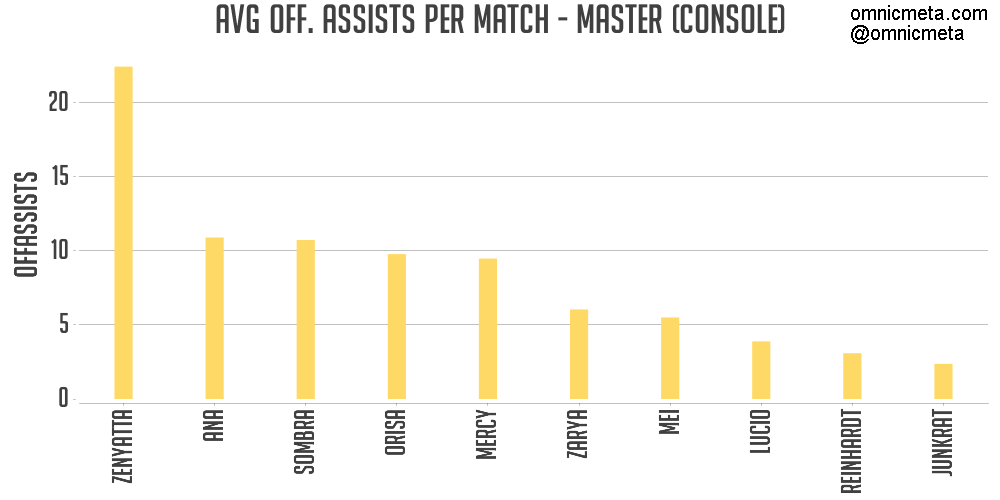 AVG OFF. ASSISTS PER MATCH - MASTER (CONSOLE)
omnicmeta.com
@omnicmeta
OFFASSISTS
20
15
10
5
0
ZENYATTA
ANA
SOMBRA
ORISA
MERCY
ZARYA
MEI
LUCIO
REINHARDT
JUNKRAT